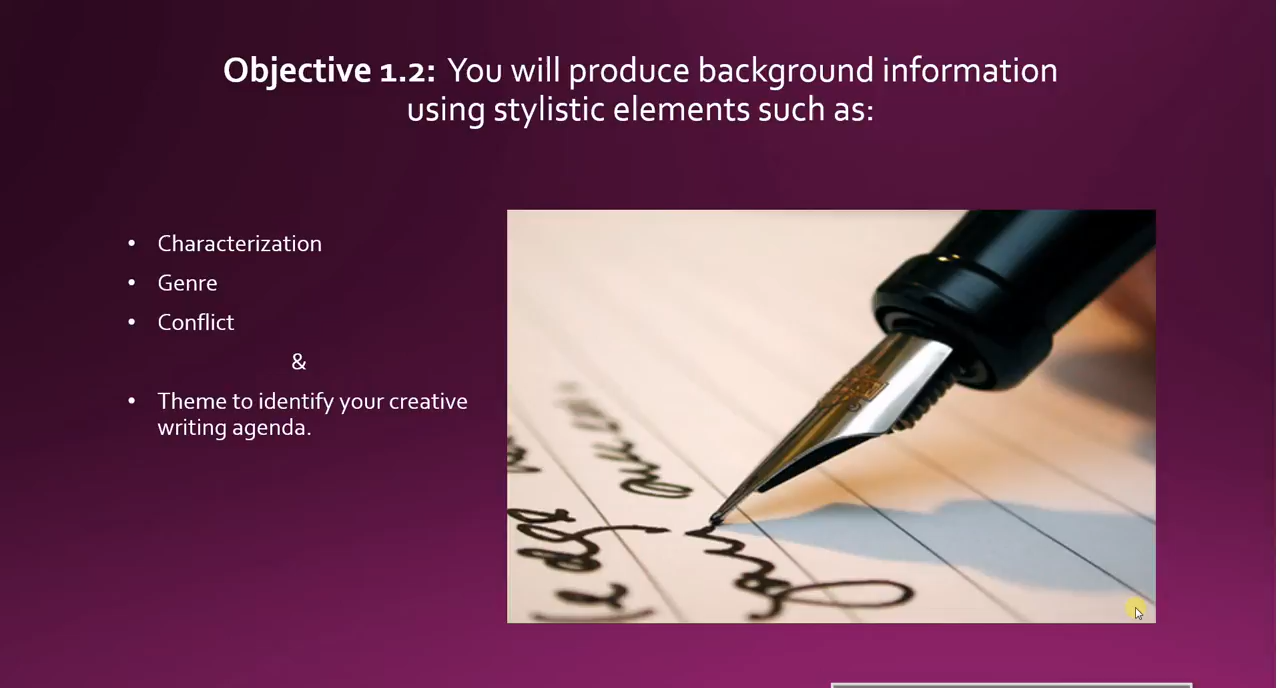 Objective 1.2: You will produce background information
using stylistic elements such as:
• Characterization
• Genre
• Conflict
&
• Theme to identify your creative
writing agenda.